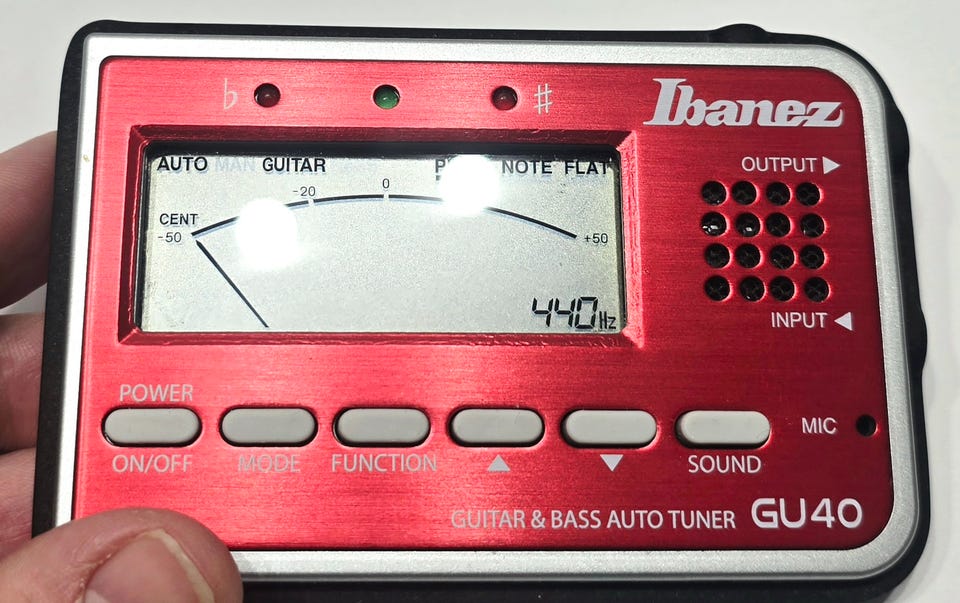 ♭
♯
Ibanez
AUTO MAN GUITAR NOTE FLAT
-20 0
CENT
-50 +50
440Hz
OUTPUT ▶
INPUT ◀
POWER
ON/OFF MODE FUNCTION ▲ ▼ SOUND
MIC
GUITAR & BASS AUTO TUNER GU40